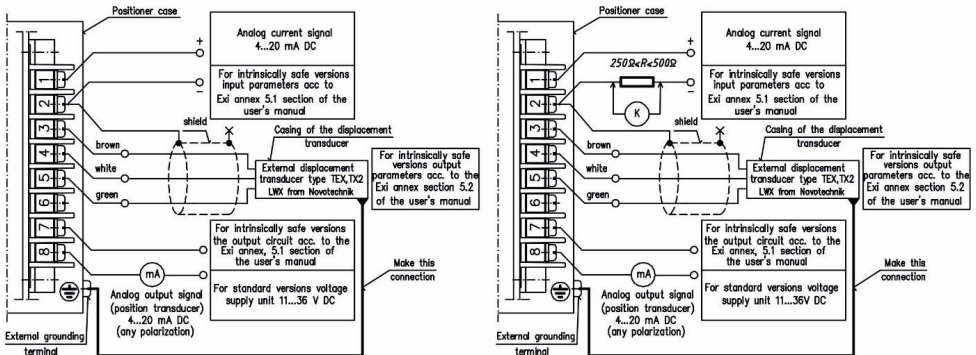 Positioner case
+
Analog current signal
4...20 mA DC
For intrinsically safe versions
input parameters acc to
Exi annex 5.1 section of the
user's manual
–
1
2
3
4
5
6
7
8
shield
Casing of the displacement
transducer
brown
white
green
External displacement
transducer type TEX,TX2
LWX from Novotechnik
For intrinsically safe
versions output
parameters acc. to the
Exi annex section 5.2
of the user's manual
For intrinsically safe versions
the output circuit acc. to the
Exi annex, 5.1 section of
the user's manual
For standard versions voltage
supply unit 11...36 V DC
Make this
connection
mA
Analog output signal
(position transducer)
4...20 mA DC
(any polarization)
External grounding
terminal
Positioner case
+
Analog current signal
4...20 mA DC
250Ω<R<500Ω
K
For intrinsically safe versions
input parameters acc to
Exi annex 5.1 section of the
user's manual
–
1
2
3
4
5
6
7
8
shield
Casing of the displacement
transducer
brown
white
green
External displacement
transducer type TEX,TX2
LWX from Novotechnik
For intrinsically safe
versions output
parameters acc. to the
Exi annex section 5.2
of the user's manual
For intrinsically safe versions
the output circuit acc. to the
Exi annex, 5.1 section of
the user's manual
For standard versions voltage
supply unit 11...36V DC
Make this
connection
mA
Analog output signal
(position transducer)
4...20 mA DC
(any polarization)
External grounding
terminal